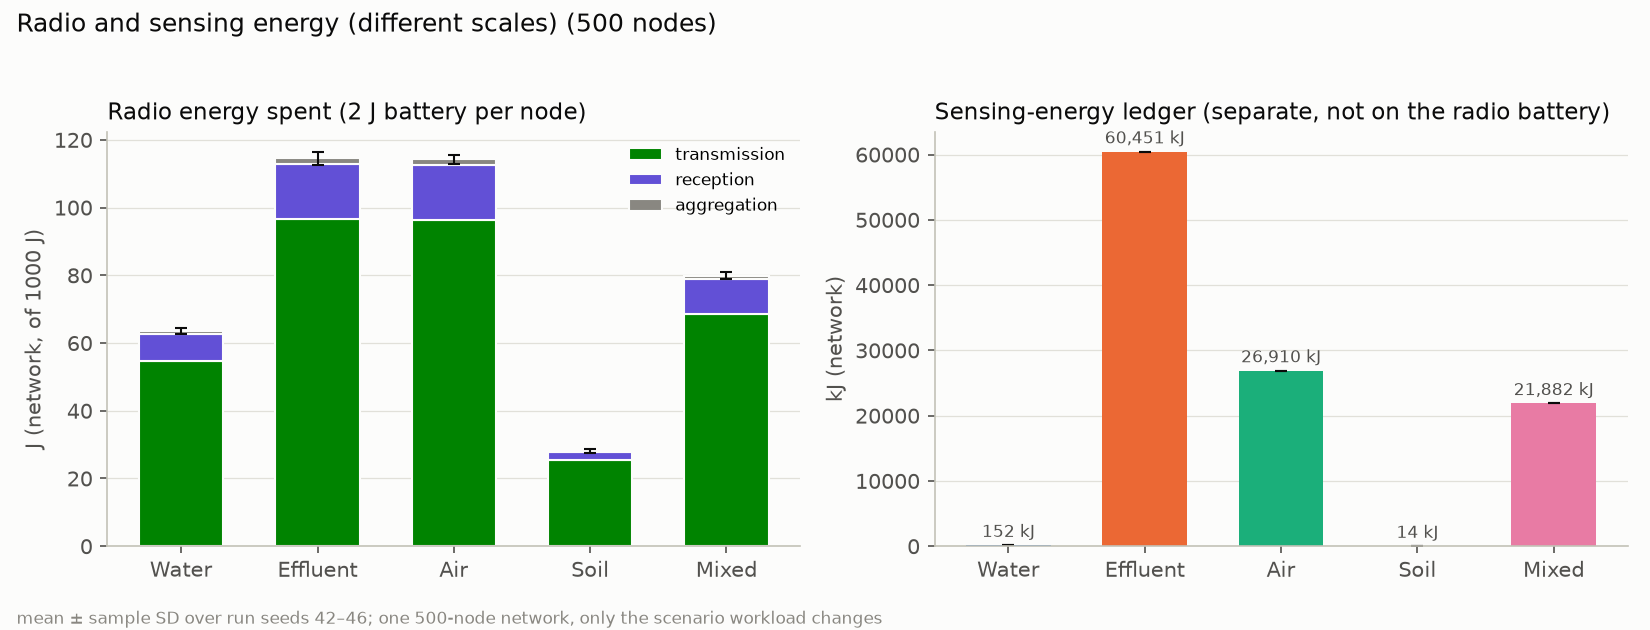 Radio and sensing energy (different scales) (500 nodes)
Radio energy spent (2 J battery per node)
J (network, of 1000 J)
120
100
80
60
40
20
0
transmission
reception
aggregation
Water
Effluent
Air
Soil
Mixed
Sensing-energy ledger (separate, not on the radio battery)
kJ (network)
60000
50000
40000
30000
20000
10000
0
152 kJ
60,451 kJ
26,910 kJ
14 kJ
21,882 kJ
Water
Effluent
Air
Soil
Mixed
mean ± sample SD over run seeds 42–46; one 500-node network, only the scenario workload changes